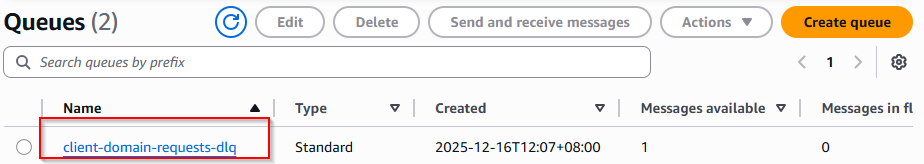 Queues (2) Edit Delete Send and receive messages Actions Create queue
Search queues by prefix 1
Name Type Created Messages available Messages in fl
client-domain-requests-dlq Standard 2025-12-16T12:07+08:00 1 0